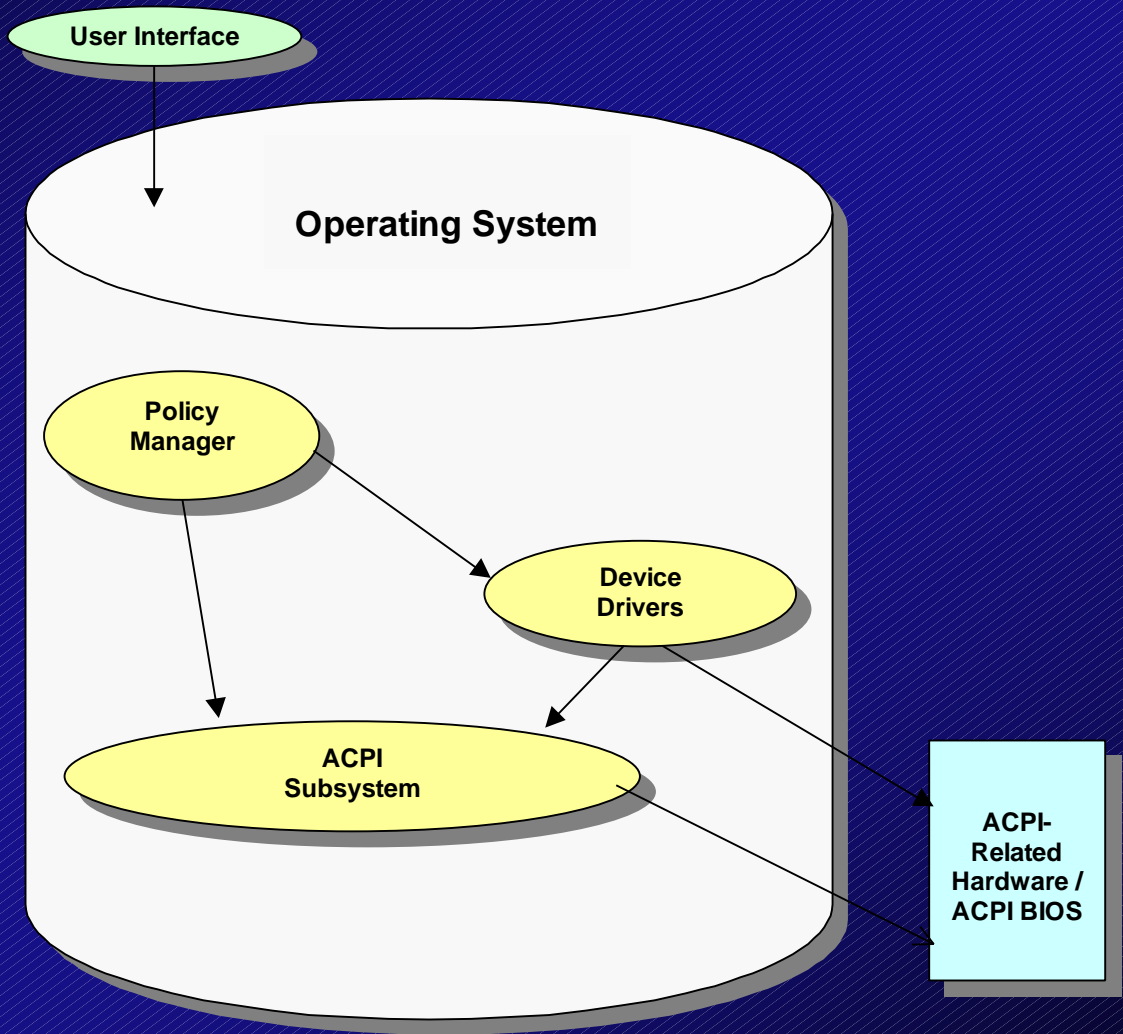 User Interface
Operating System
Policy
Manager
Device
Drivers
ACPI
Subsystem
ACPI-
Related
Hardware /
ACPI BIOS